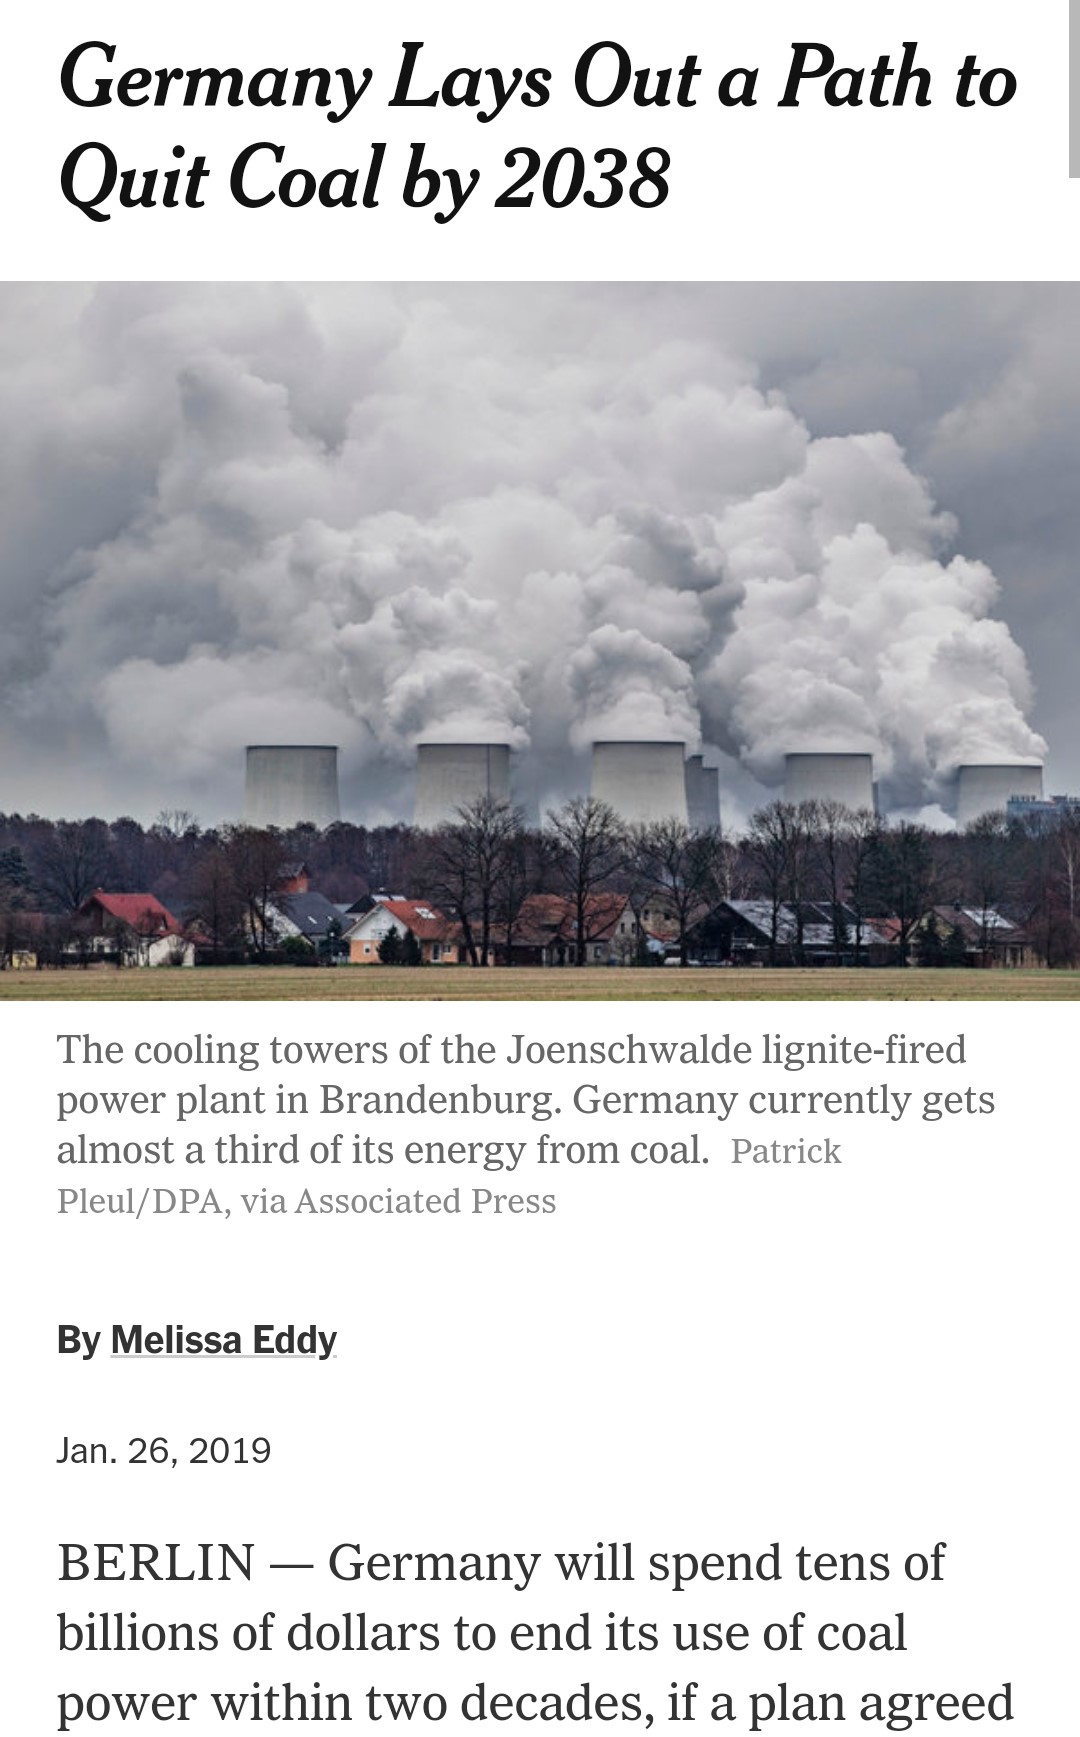 Germany Lays Out a Path to
Quit Coal by 2038
The cooling towers of the Joenschwalde lignite-fired
power plant in Brandenburg. Germany currently gets
almost a third of its energy from coal. Patrick
Pleul/DPA, via Associated Press
By Melissa Eddy
Jan. 26, 2019
BERLIN — Germany will spend tens of
billions of dollars to end its use of coal
power within two decades, if a plan agreed